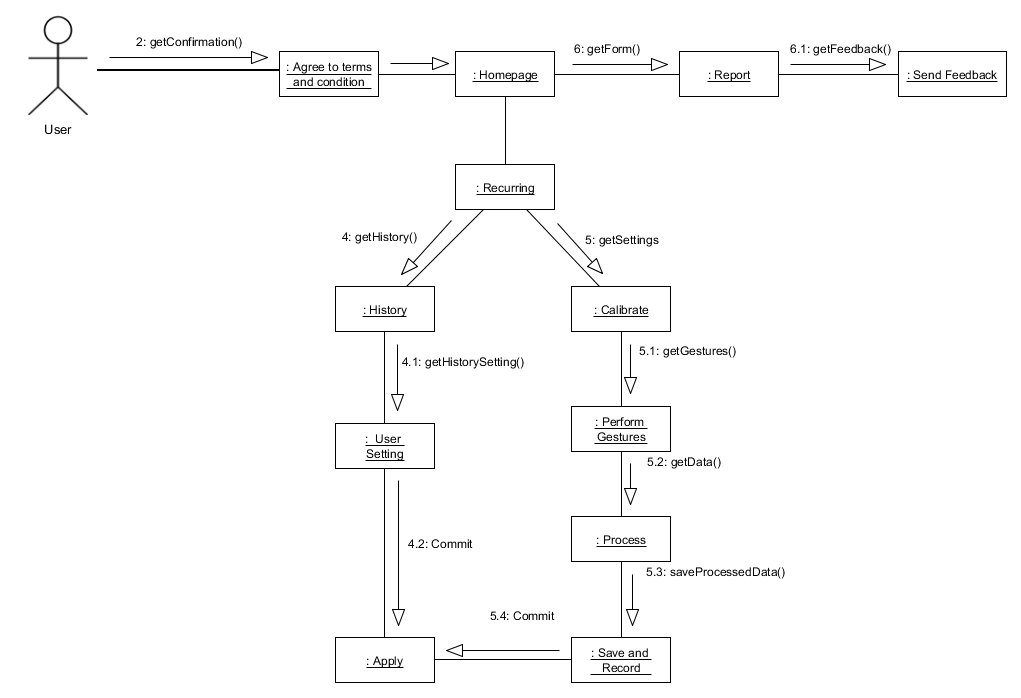 2: getConfirmation()
6: getForm()
6.1: getFeedback()
: Agree to terms
and condition
: Homepage
: Report
: Send Feedback
User
: Recurring
4: getHistory()
5: getSettings
: History
: Calibrate
4.1: getHistorySetting()
5.1: getGestures()
: User
Setting
: Perform
Gestures
5.2: getData()
4.2: Commit
: Process
5.3: saveProcessedData()
5.4: Commit
: Apply
: Save and
Record